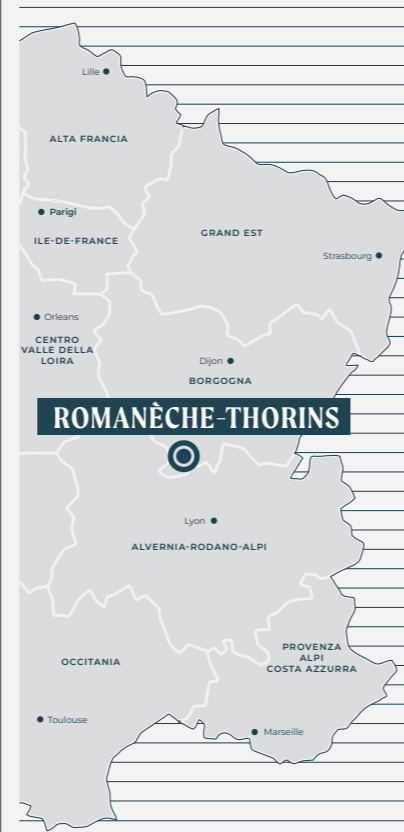 Lille
ALTA FRANCIA
Parigi
ILE-DE-FRANCE
GRAND EST
Strasbourg
Orleans
CENTRO
VALLE DELLA
LOIRA
Dijon
BORGOGNA
ROMANÈCHE-THORINS
Lyon
ALVERNIA-RODANO-ALPI
OCCITANIA
PROVENZA
ALPI
COSTA AZZURRA
Toulouse
Marseille